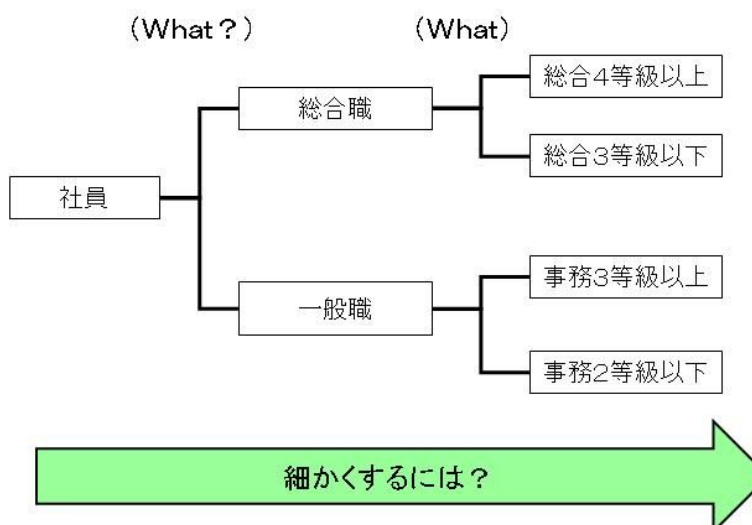 （What？）
（What）
総合4等級以上
総合職
総合3等級以下
社員
事務3等級以上
一般職
事務2等級以下
細かくするには？